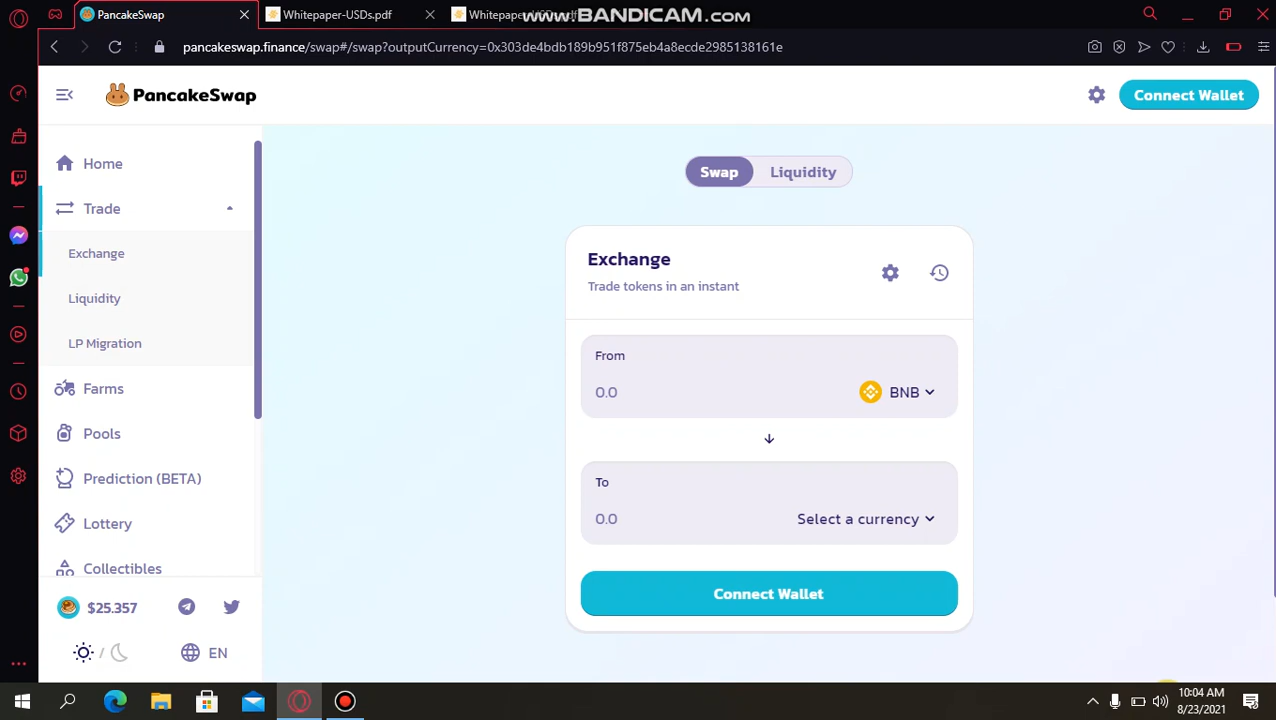 PancakeSwap
Whitepaper-USDs.pdf
www.BANDICAM.com
pancakeswap.finance/swap#/swap?outputCurrency=0x303de4bdb189b951f875eb4a8ecde2985138161e
PancakeSwap
Connect Wallet
Home
Trade
Exchange
Liquidity
LP Migration
Farms
Pools
Prediction (BETA)
Lottery
Collectibles
$25.357
/
EN
Swap
Liquidity
Exchange
Trade tokens in an instant
From
0.0
BNB
To
0.0
Select a currency
Connect Wallet
10:04 AM
8/23/2021